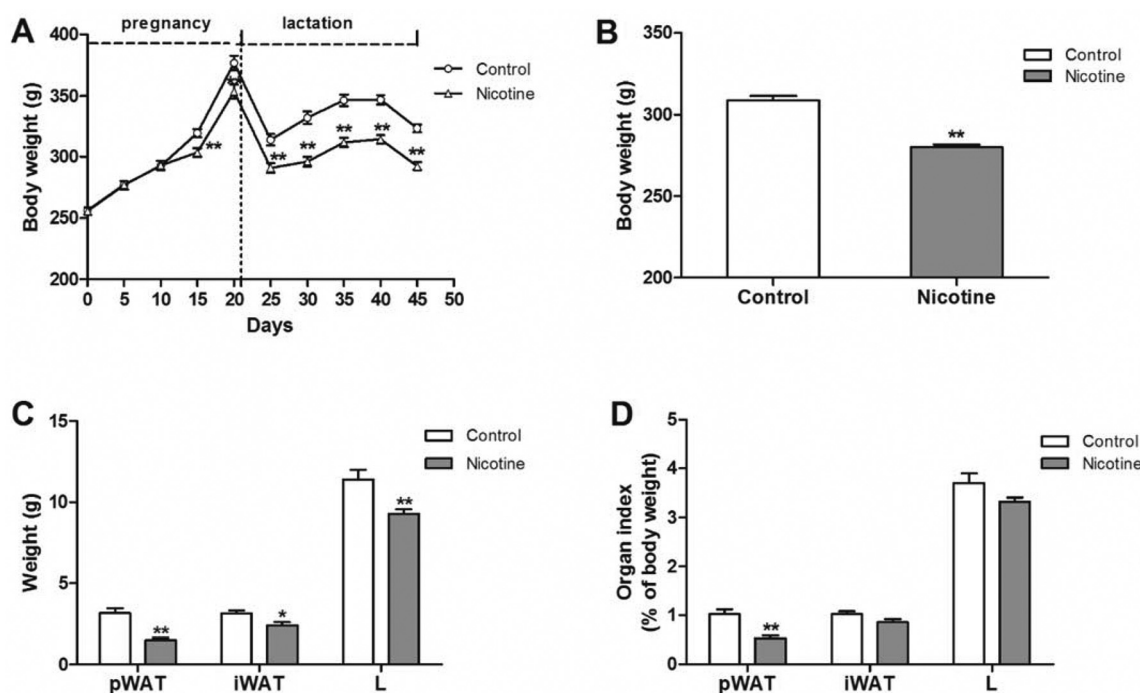 A
pregnancy
lactation
Body weight (g)
400
350
300
250
200
**
**
**
**
**
**
**
0 5 10 15 20 25 30 35 40 45 50
Days
Control
Nicotine
B
Body weight (g)
350
300
250
200
**
Control
Nicotine
Control Nicotine
C
Weight (g)
15
10
5
0
**
*
**
pWAT iWAT L
Control
Nicotine
D
Organ index
(% of body weight)
5
4
3
2
1
0
**
pWAT iWAT L
Control
Nicotine